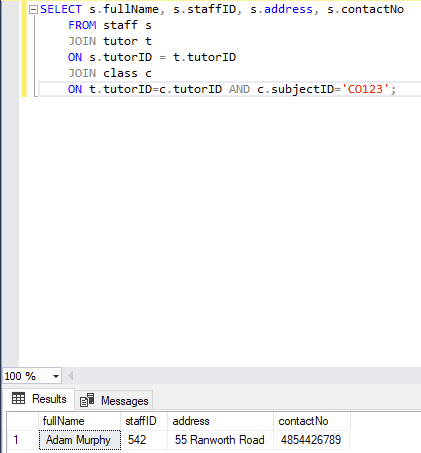 SELECT s.fullName, s.staffID, s.address, s.contactNo
FROM staff s
JOIN tutor t
ON s.tutorID = t.tutorID
JOIN class c
ON t.tutorID=c.tutorID AND c.subjectID='CO123';
100 %
Results Messages
fullName staffID address contactNo
1 Adam Murphy 542 55 Ranworth Road 4854426789